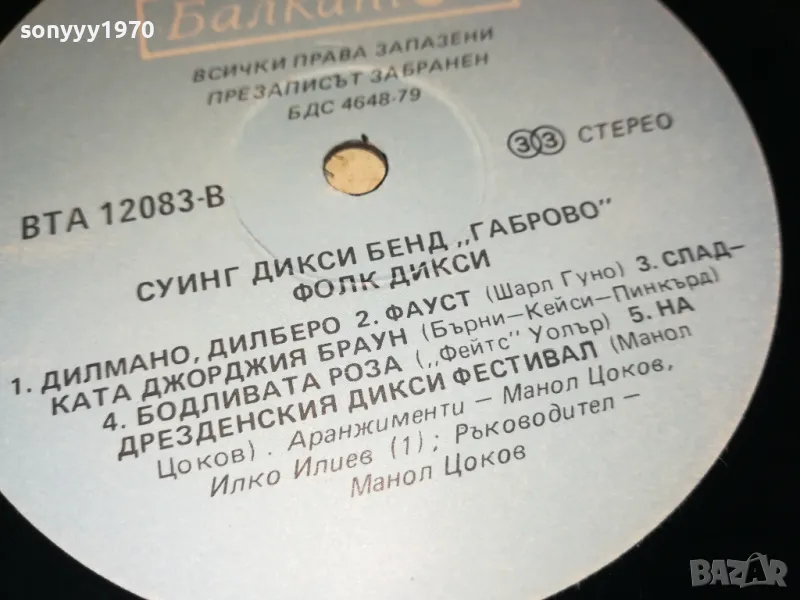 sonyyy1970
Балкантон
ВСИЧКИ ПРАВА ЗАПАЗЕНИ
ПРЕЗАПИСЪТ ЗАБРАНЕН
БДС 4648-79
33 СТЕРЕО
ВТА 12083-В
СУИНГ ДИКСИ БЕНД „ГАБРОВО"
ФОЛК ДИКСИ
1. ДИЛМАНО, ДИЛБЕРО 2. ФАУСТ (Шарл Гуно) 3. СЛАД-
КАТА ДЖОРДЖИЯ БРАУН (Бърни–Кейси–Пинкърд)
4. БОДЛИВАТА РОЗА („Фейтс" Уолър) 5. НА
ДРЕЗДЕНСКИЯ ДИКСИ ФЕСТИВАЛ (Манол
Цоков). Аранжименти – Манол Цоков,
Илко Илиев (1); Ръководител –
Манол Цоков
BAZAR